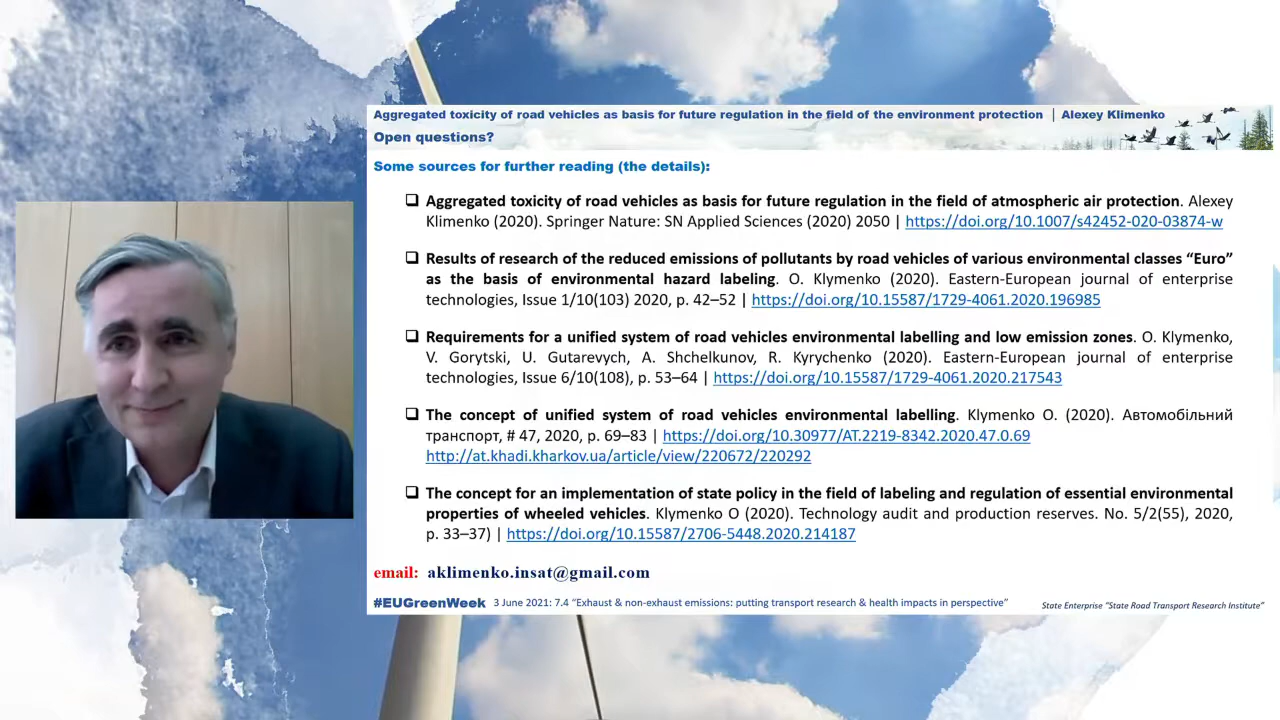 Aggregated toxicity of road vehicles as basis for future regulation in the field of the environment protection | Alexey Klimenko
Open questions?
Some sources for further reading (the details):
❑ Aggregated toxicity of road vehicles as basis for future regulation in the field of atmospheric air protection. Alexey
Klimenko (2020). Springer Nature: SN Applied Sciences (2020) 2050 | https://doi.org/10.1007/s42452-020-03874-w
❑ Results of research of the reduced emissions of pollutants by road vehicles of various environmental classes “Euro”
as the basis of environmental hazard labeling. O. Klymenko (2020). Eastern-European journal of enterprise
technologies, Issue 1/10(103) 2020, p. 42–52 | https://doi.org/10.15587/1729-4061.2020.196985
❑ Requirements for a unified system of road vehicles environmental labelling and low emission zones. O. Klymenko,
V. Gorytski, U. Gutarevych, A. Shchelkunov, R. Kyrychenko (2020). Eastern-European journal of enterprise
technologies, Issue 6/10(108), p. 53–64 | https://doi.org/10.15587/1729-4061.2020.217543
❑ The concept of unified system of road vehicles environmental labelling. Klymenko O. (2020). Автомобільний
транспорт, # 47, 2020, p. 69–83 | https://doi.org/10.30977/AT.2219-8342.2020.47.0.69
http://at.khadi.kharkov.ua/article/view/220672/220292
❑ The concept for an implementation of state policy in the field of labeling and regulation of essential environmental
properties of wheeled vehicles. Klymenko O (2020). Technology audit and production reserves. No. 5/2(55), 2020,
p. 33–37) | https://doi.org/10.15587/2706-5448.2020.214187
email: aklimenko.insat@gmail.com
#EUGreenWeek 3 June 2021: 7.4 “Exhaust & non-exhaust emissions: putting transport research & health impacts in perspective”
State Enterprise “State Road Transport Research Institute”